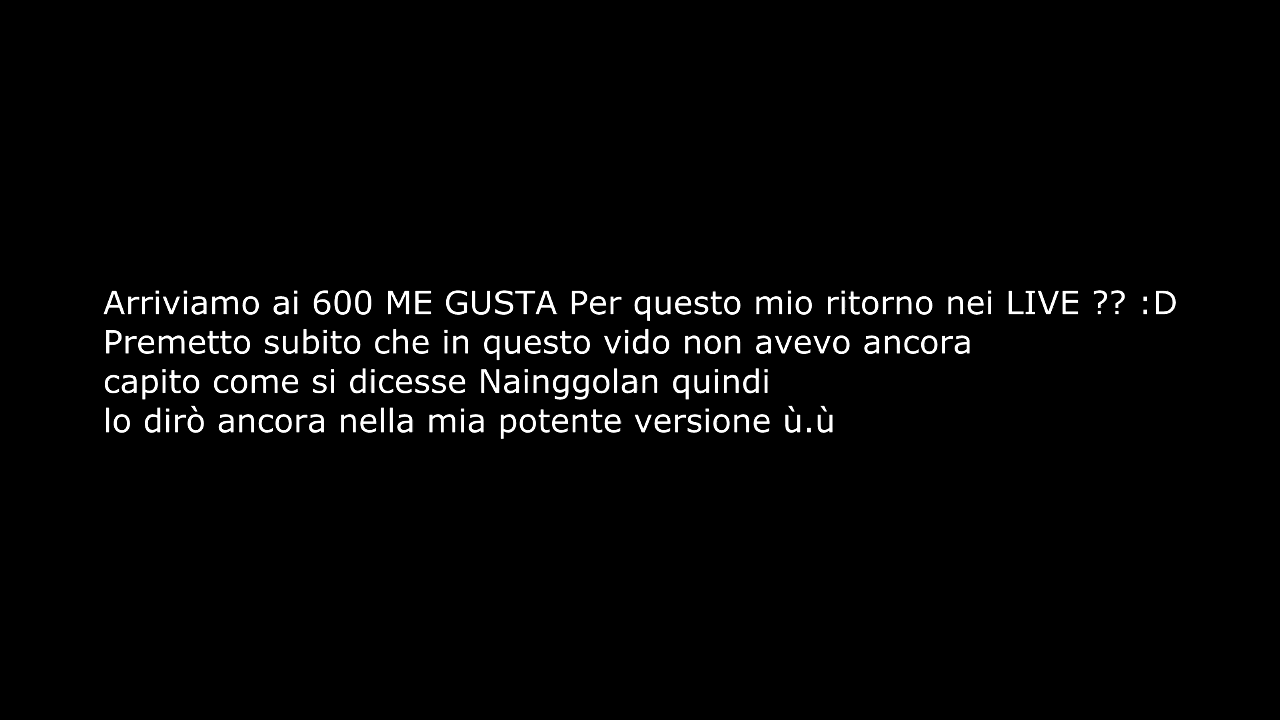 Arriviamo ai 600 ME GUSTA Per questo mio ritorno nei LIVE ?? :D
Premetto subito che in questo vido non avevo ancora
capito come si dicesse Nainggolan quindi
lo dirò ancora nella mia potente versione ù.ù